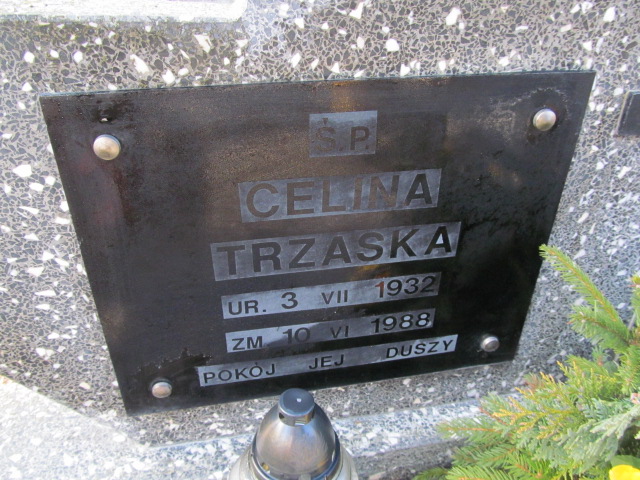 Ś.P.
CELINA
TRZASKA
UR. 3 VII 1932
ZM 10 VI 1988
POKÓJ JEJ DUSZY